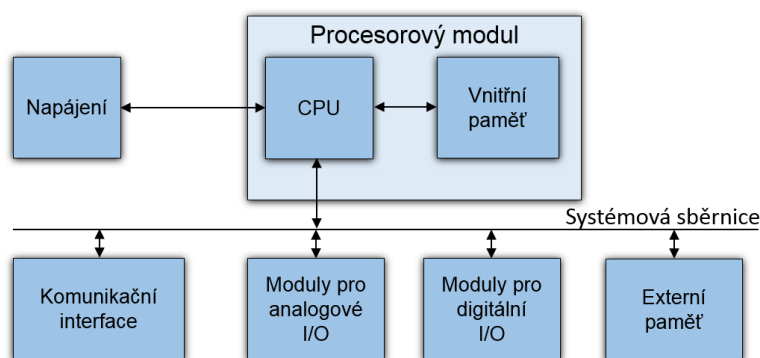 Procesorový modul
Napájení
CPU
Vnitřní
paměť
Systémová sběrnice
Komunikační
interface
Moduly pro
analogové
I/O
Moduly pro
digitální
I/O
Externí
paměť